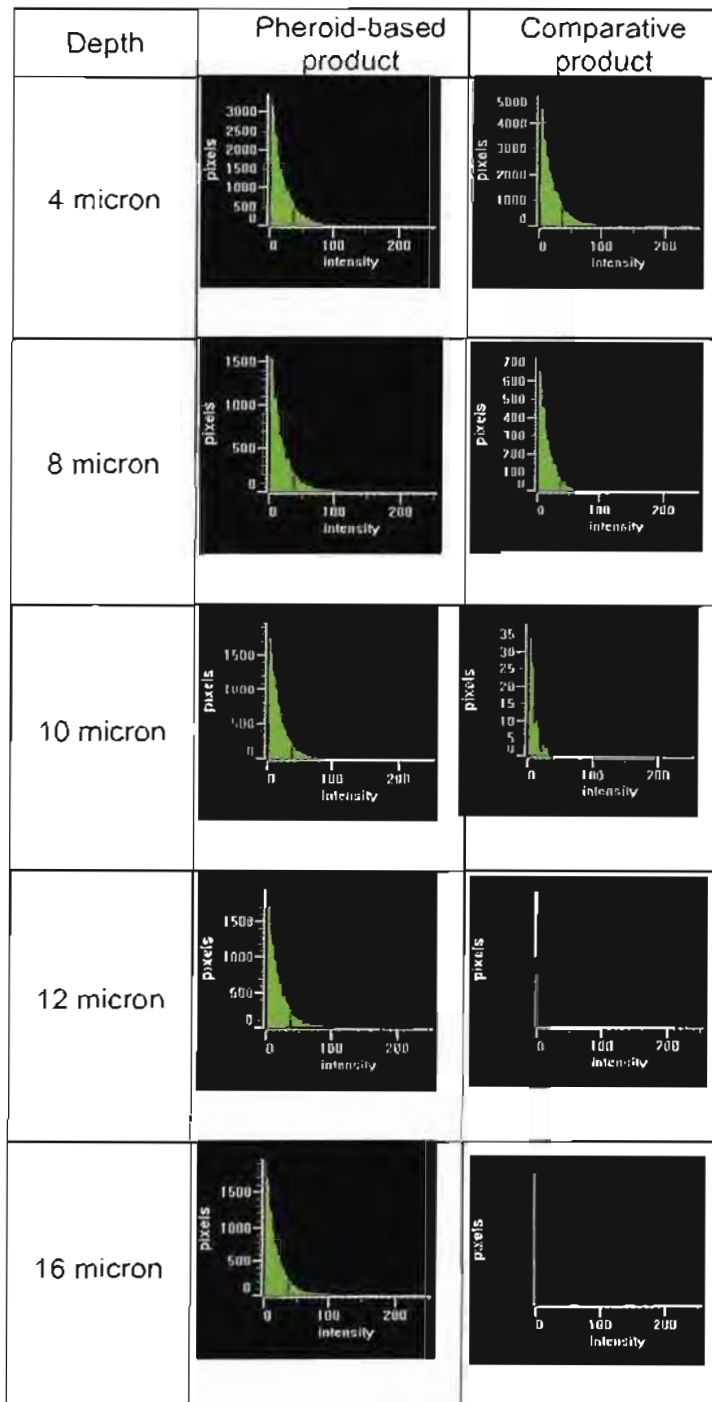 Depth
Pheroid-based
product
Comparative
product
4 micron
3000
2500
2000
1500
1000
500
0
pixels
0 100 200
intensity
5000
4000
3000
2000
1000
0
pixels
0 100 200
intensity
8 micron
1500
1000
500
0
pixels
0 100 200
intensity
700
600
500
400
300
200
100
0
pixels
0 100 200
intensity
10 micron
1500
1000
500
0
pixels
0 100 200
intensity
35
30
25
20
15
10
5
0
pixels
0 100 200
intensity
12 micron
1500
1000
500
0
pixels
0 100 200
intensity
pixels
0 100 200
intensity
16 micron
1500
1000
500
0
pixels
0 100 200
intensity
pixels
0 100 200
intensity